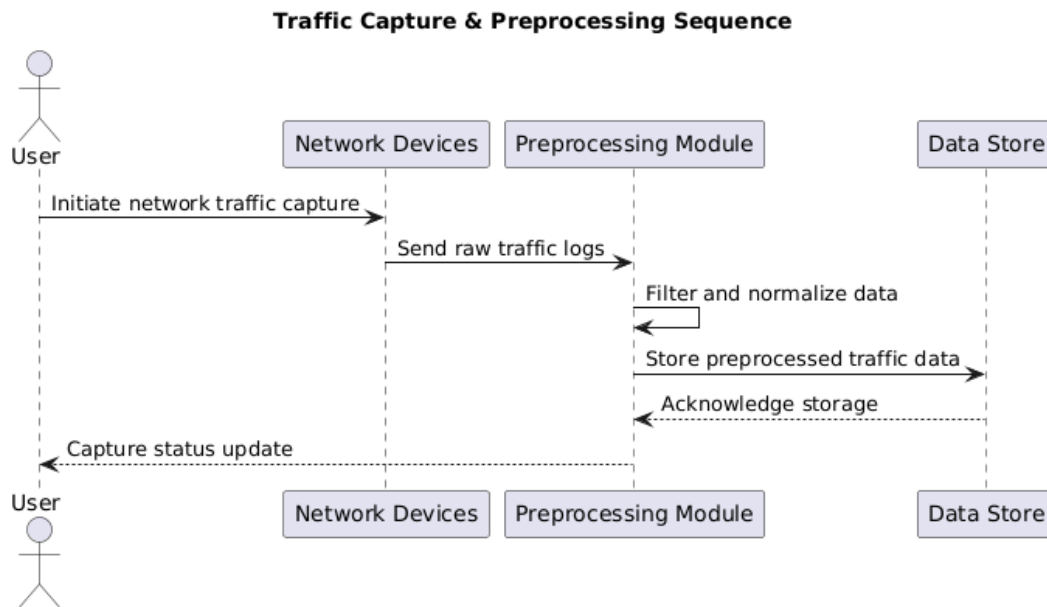 Traffic Capture & Preprocessing Sequence
User
Network Devices
Preprocessing Module
Data Store
Initiate network traffic capture
Send raw traffic logs
Filter and normalize data
Store preprocessed traffic data
Acknowledge storage
Capture status update
User
Network Devices
Preprocessing Module
Data Store